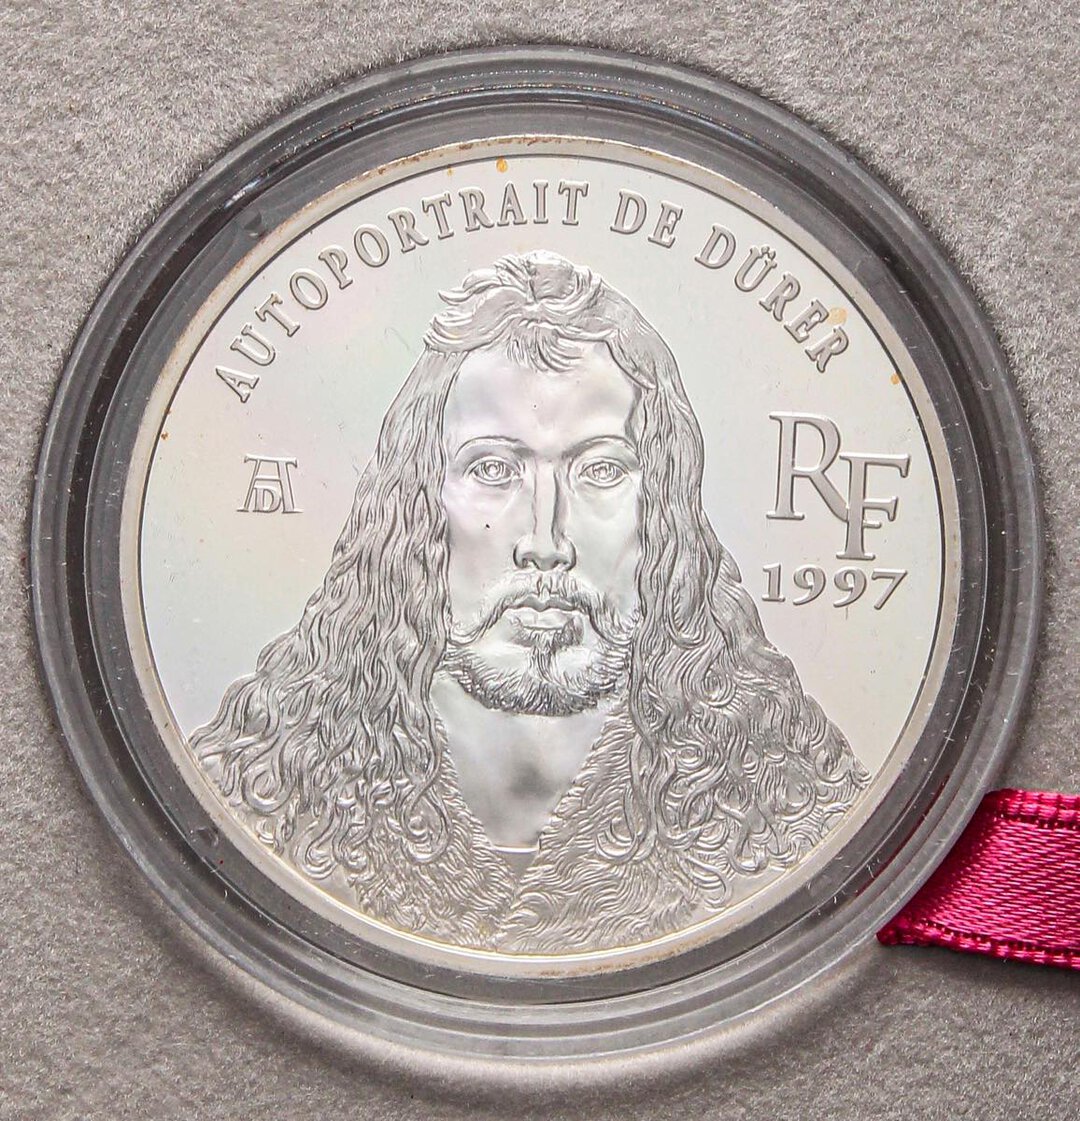 AUTOPORTRAIT DE DÜRER
AD
RF
1997